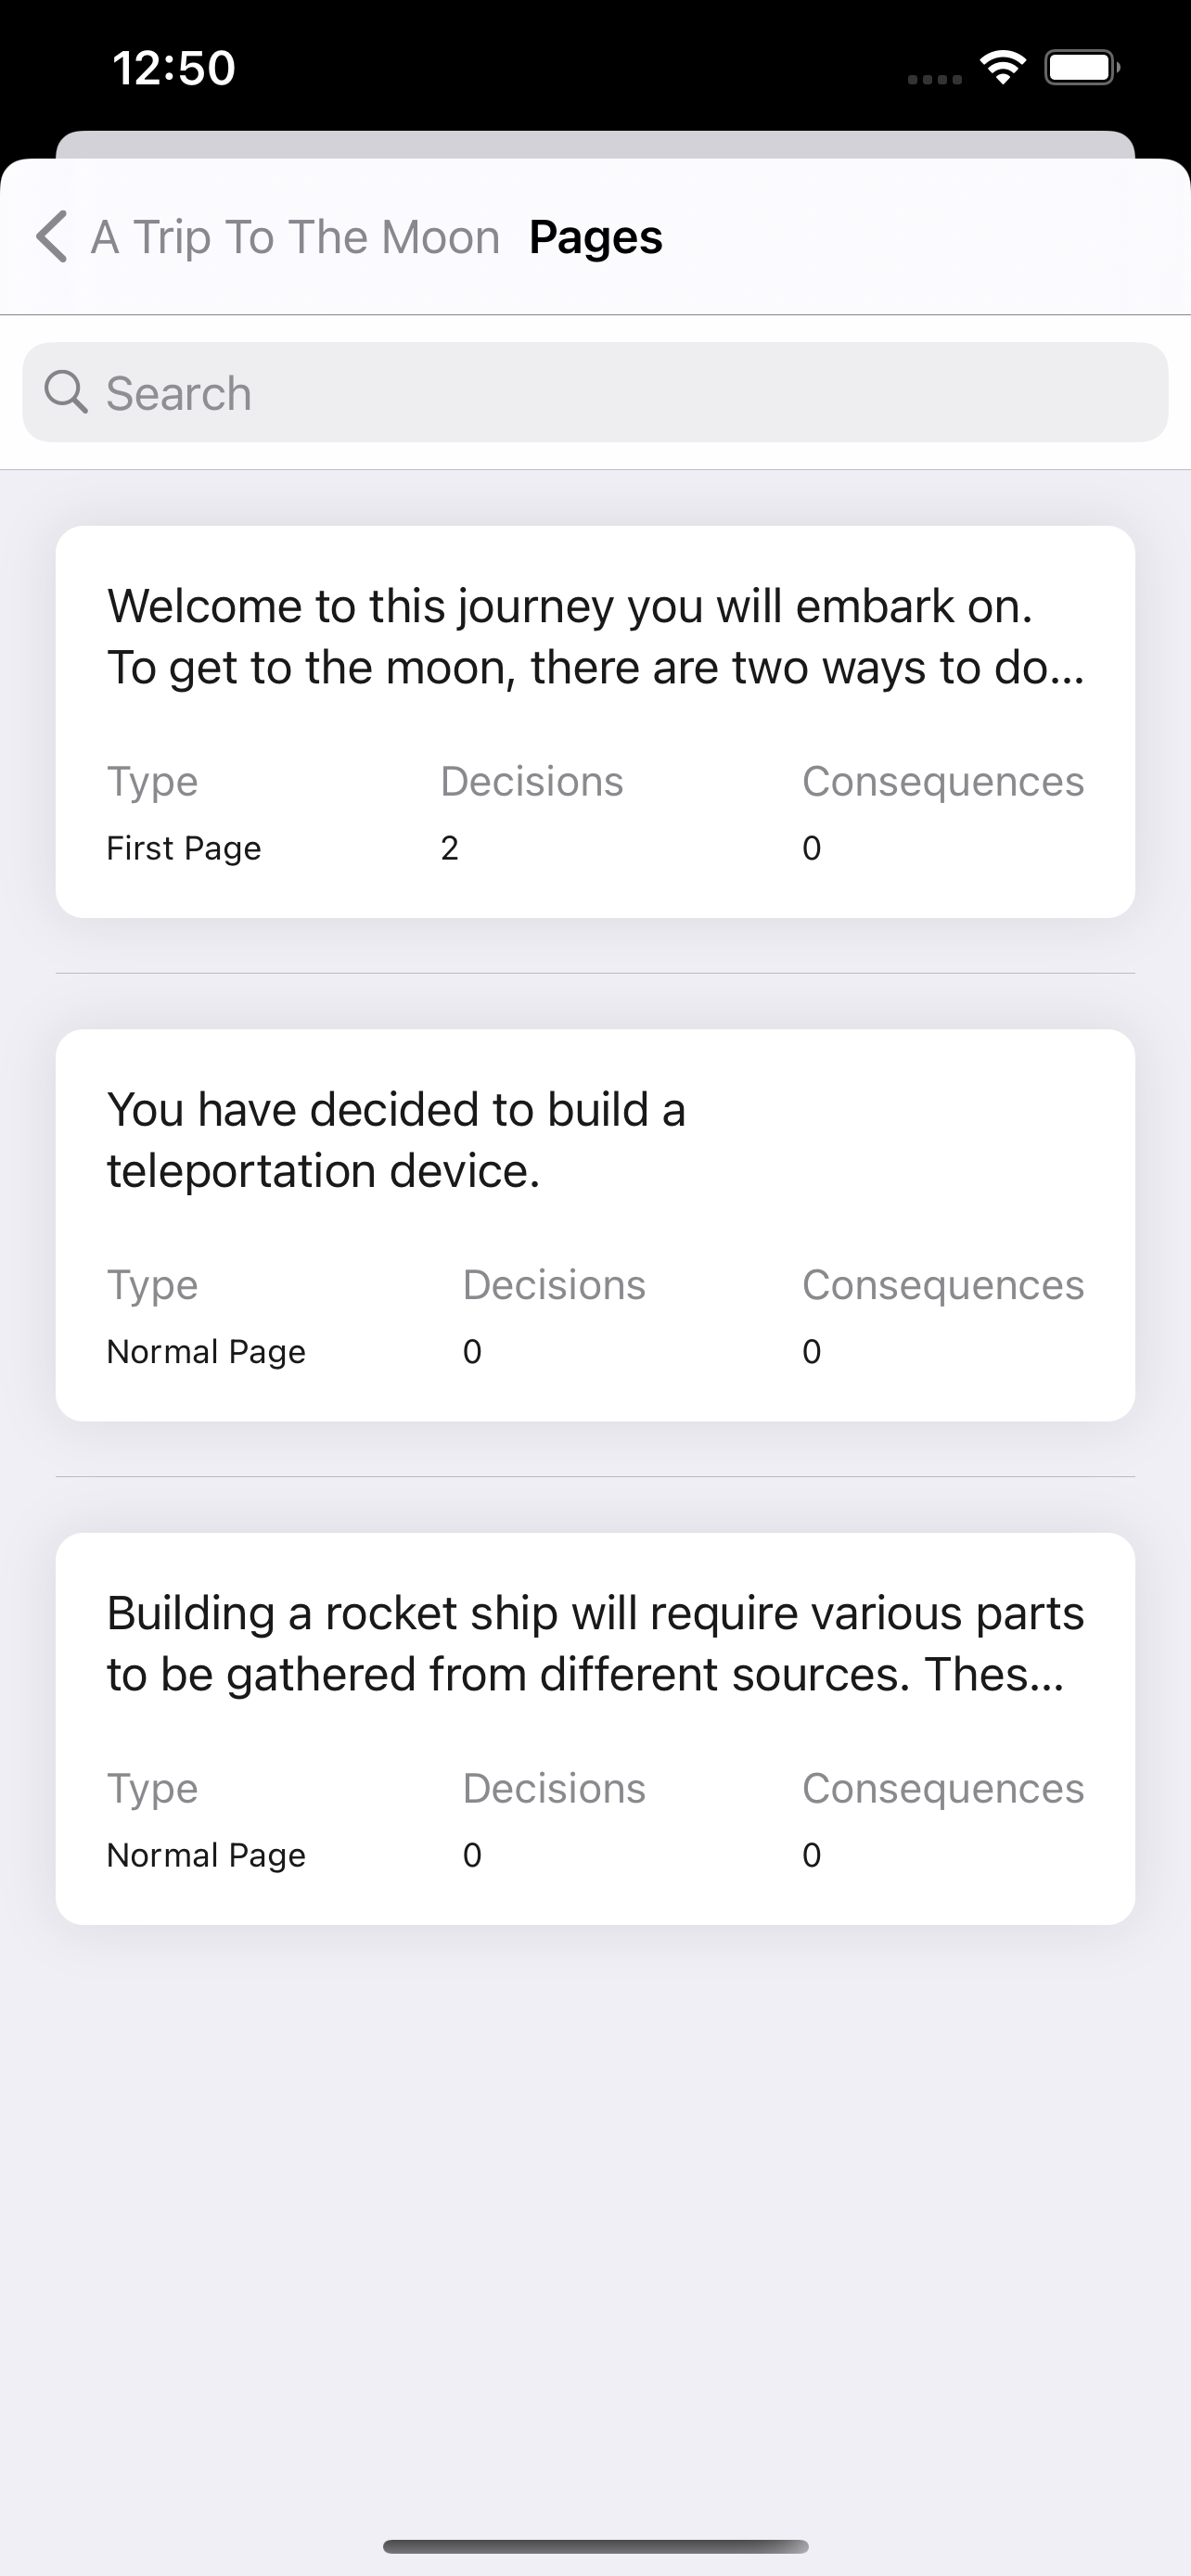 12:50
A Trip To The Moon Pages
Search
Welcome to this journey you will embark on.
To get to the moon, there are two ways to do...
Type Decisions Consequences
First Page 2 0
You have decided to build a
teleportation device.
Type Decisions Consequences
Normal Page 0 0
Building a rocket ship will require various parts
to be gathered from different sources. Thes...
Type Decisions Consequences
Normal Page 0 0